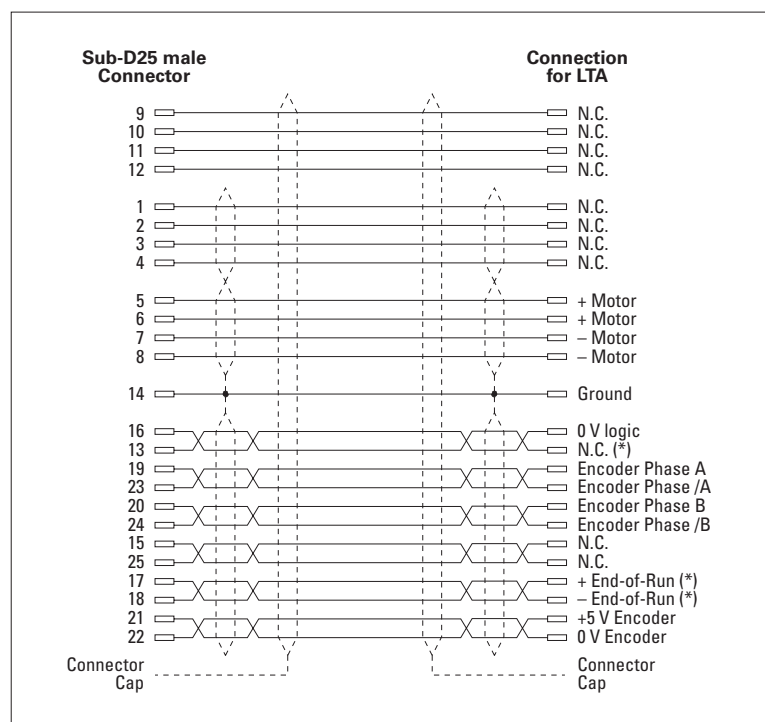 Sub-D25 male Connection
Connector for LTA
9 N.C.
10 N.C.
11 N.C.
12 N.C.
1 N.C.
2 N.C.
3 N.C.
4 N.C.
5 + Motor
6 + Motor
7 – Motor
8 – Motor
14 Ground
16 0 V logic
13 N.C. (*)
19 Encoder Phase A
23 Encoder Phase /A
20 Encoder Phase B
24 Encoder Phase /B
15 N.C.
25 N.C.
17 + End-of-Run (*)
18 – End-of-Run (*)
21 +5 V Encoder
22 0 V Encoder
Connector Connector
Cap Cap